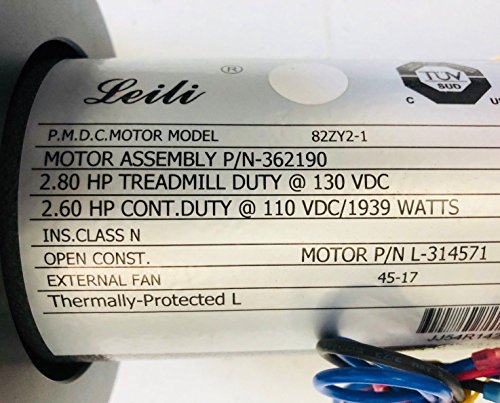 Leili ®
TUV
SUD
C US
P.M.D.C.MOTOR MODEL 82ZY2-1
MOTOR ASSEMBLY P/N-362190
2.80 HP TREADMILL DUTY @ 130 VDC
2.60 HP CONT.DUTY @ 110 VDC/1939 WATTS
INS.CLASS N
OPEN CONST. MOTOR P/N L-314571
EXTERNAL FAN 45-17
Thermally-Protected L